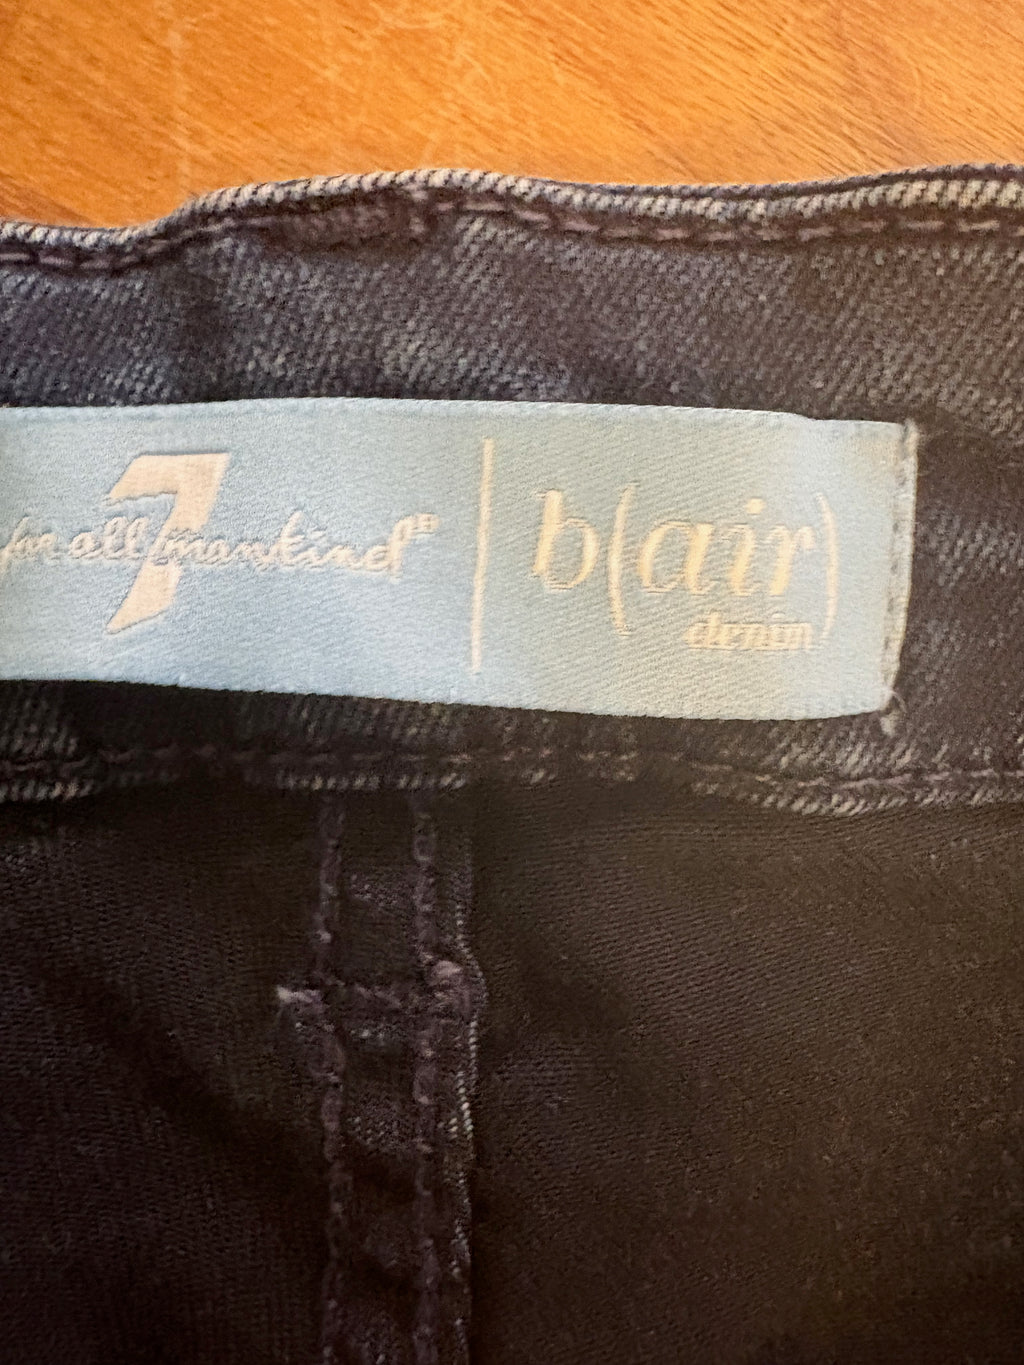 7
for all mankind®
b(air)
denim